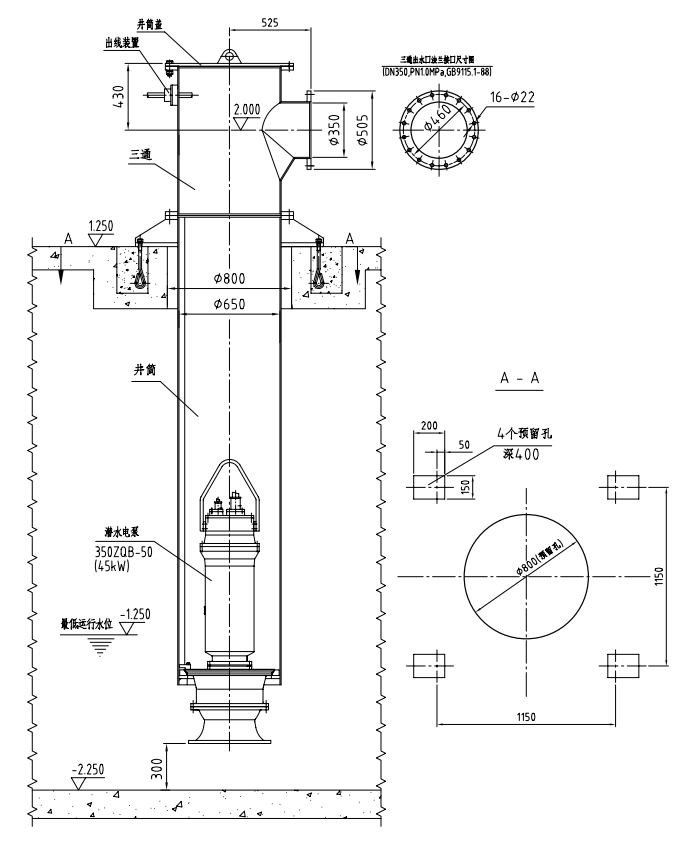 525
井筒盖
出线装置
430
2.000
Φ350
Φ505
三通出水口法兰接口尺寸图
(DN350,PN1.0MPa,GB9115.1-88)
16-Φ22
Φ460
三通
A
1.250
A
Φ800
Φ650
井筒
A - A
200
50
4个预留孔
深400
150
潜水电泵
350ZQB-50
(45kW)
Φ800(预留孔)
1150
最低运行水位
-1.250
1150
300
-2.250